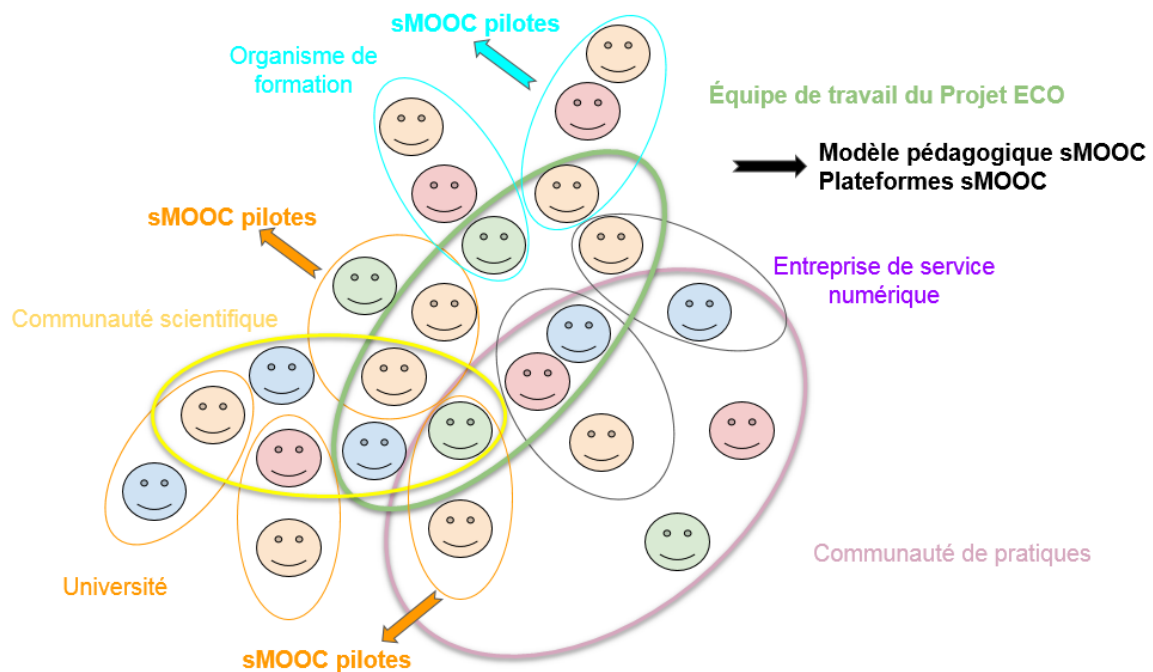 sMOOC pilotes
Organisme de
formation
Équipe de travail du Projet ECO
Modèle pédagogique sMOOC
Plateformes sMOOC
sMOOC pilotes
Entreprise de service
numérique
Communauté scientifique
Communauté de pratiques
Université
sMOOC pilotes